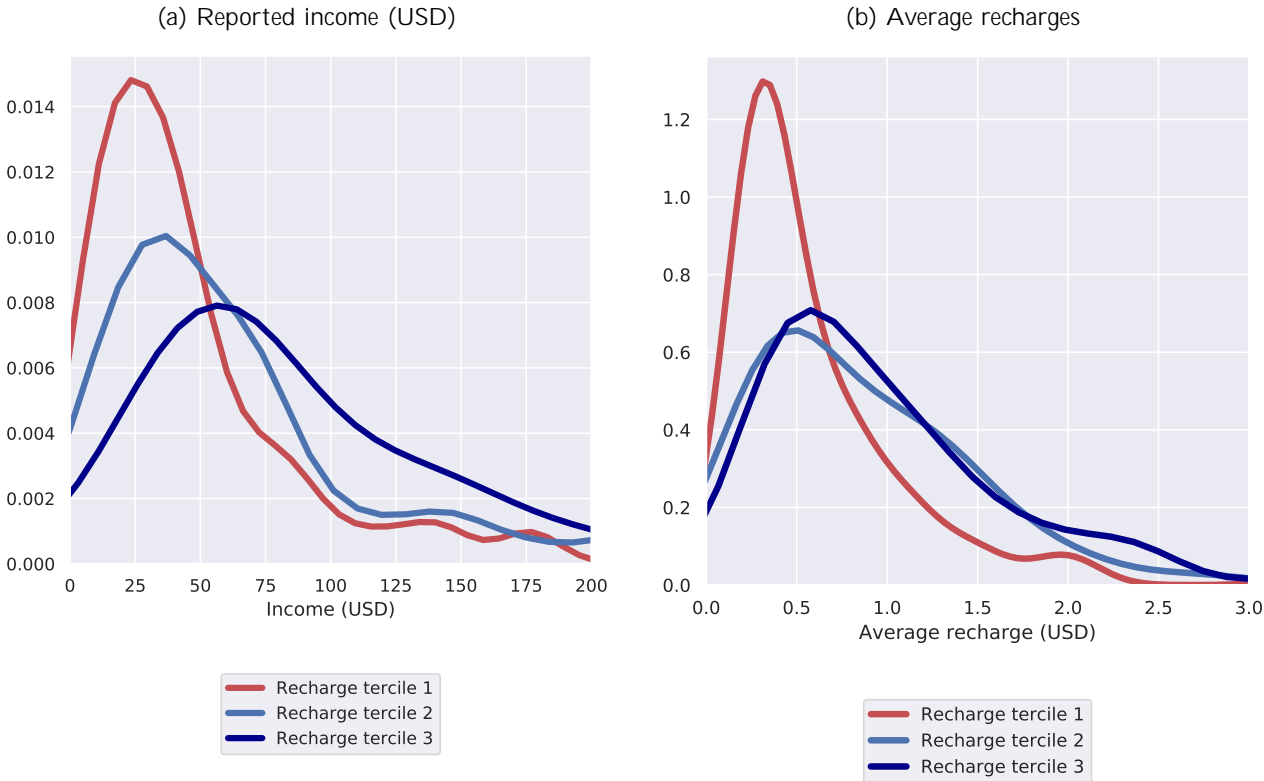 (a) Reported income (USD)
0.014
0.012
0.010
0.008
0.006
0.004
0.002
0.000
0 25 50 75 100 125 150 175 200
Income (USD)
Recharge tercile 1
Recharge tercile 2
Recharge tercile 3
(b) Average recharges
1.2
1.0
0.8
0.6
0.4
0.2
0.0
0.0 0.5 1.0 1.5 2.0 2.5 3.0
Average recharge (USD)
Recharge tercile 1
Recharge tercile 2
Recharge tercile 3